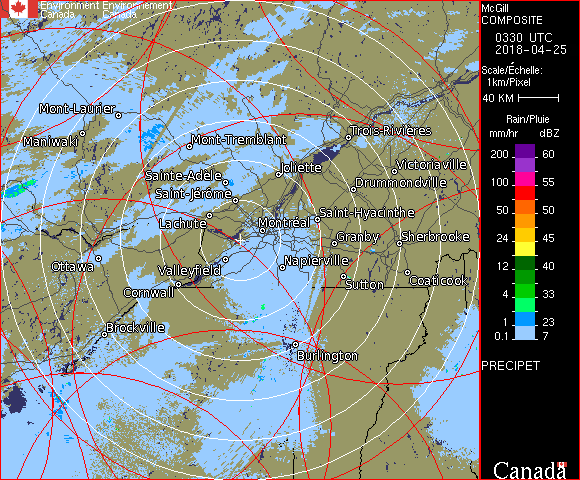 Environment Environnement
Canada Canada
McGill
COMPOSITE
0330 UTC
2018-04-25
Scale/Échelle:
1km/Pixel
40 KM
Rain/Pluie
mm/hr dBZ
200 60
100 55
50 50
24 45
12 40
4 33
1 23
0.1 7
PRECIPET
Canada
Mont-Laurier
Maniwaki
Mont-Tremblant
Trois-Rivières
Joliette
Victoriaville
Sainte-Adèle
Drummondville
Saint-Jérôme
Saint-Hyacinthe
Lachute
Montréal
Granby
Sherbrooke
Ottawa
Valleyfield
Napierville
Sutton
Coaticook
Cornwall
Brockville
Burlington